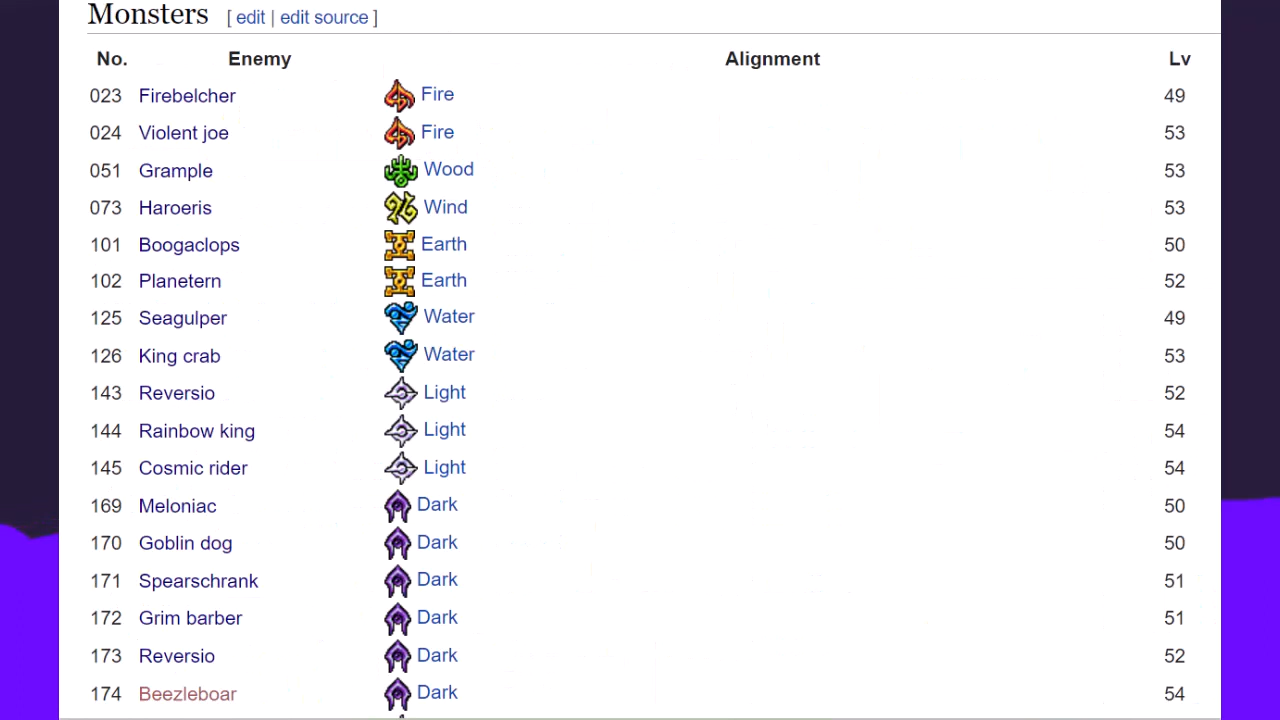 Monsters [ edit | edit source ]
No. Enemy Alignment Lv
023 Firebelcher Fire 49
024 Violent joe Fire 53
051 Grample Wood 53
073 Haroeris Wind 53
101 Boogaclops Earth 50
102 Planetern Earth 52
125 Seagulper Water 49
126 King crab Water 53
143 Reversio Light 52
144 Rainbow king Light 54
145 Cosmic rider Light 54
169 Meloniac Dark 50
170 Goblin dog Dark 50
171 Spearschrank Dark 51
172 Grim barber Dark 51
173 Reversio Dark 52
174 Beezleboar Dark 54